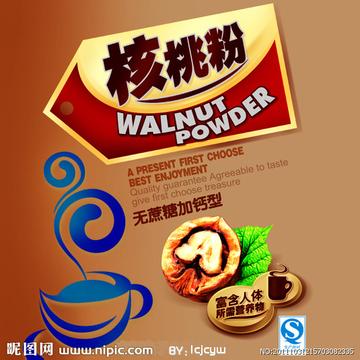 核桃粉
WALNUT
POWDER
A PRESENT FIRST CHOOSE
BEST ENJOYMENT
Quality guarantee Agreeable to taste
give first choose treasure
无蔗糖加钙型
富含人体
所需营养物
昵图网 www.nipic.com BY:lcjcyw